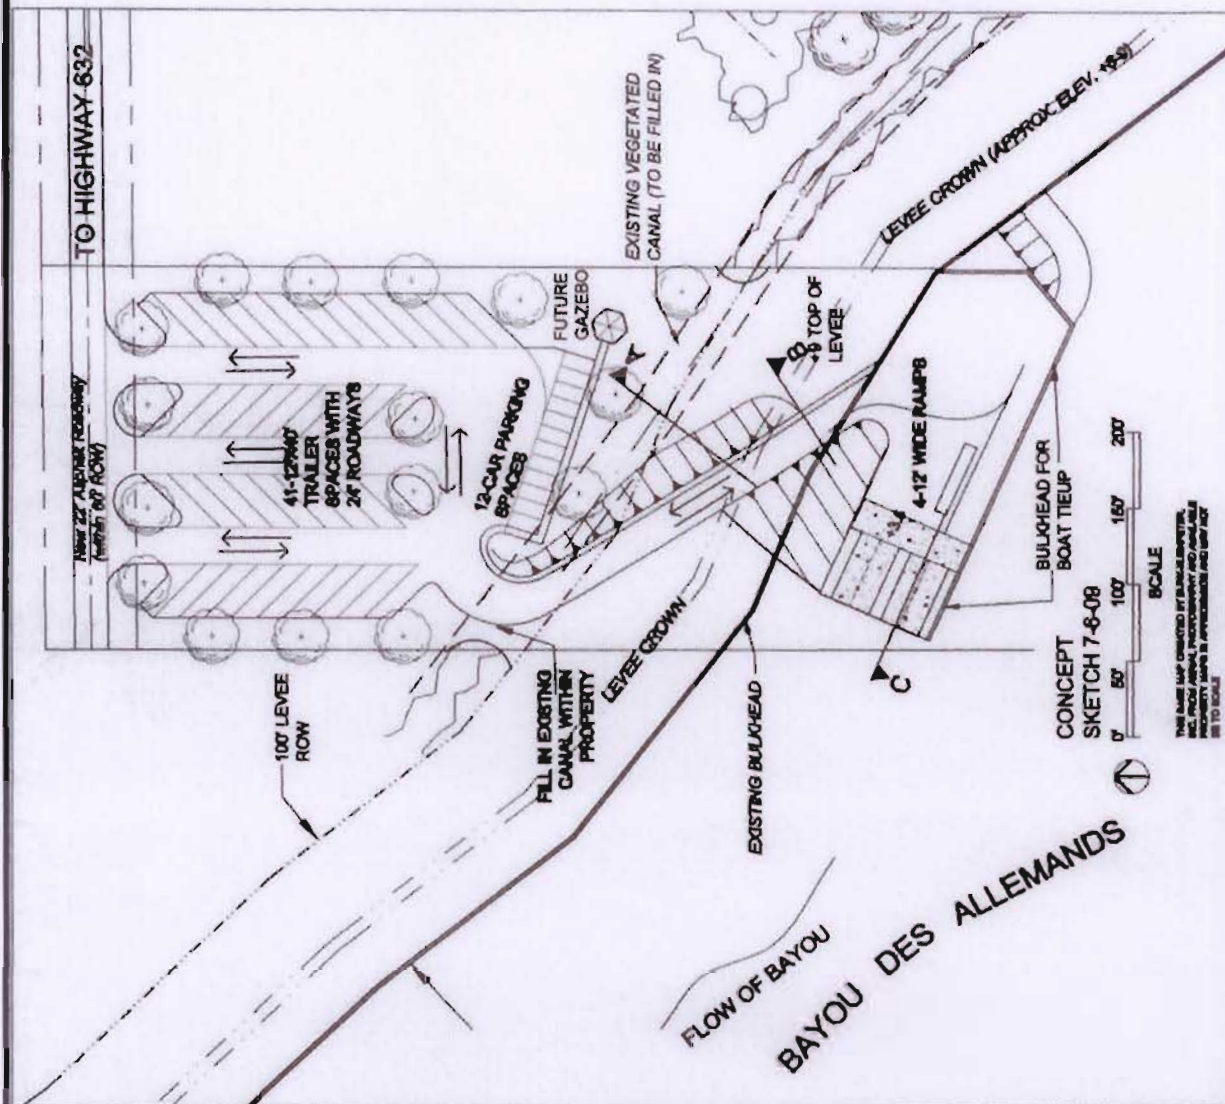 TO HIGHWAY 632
New 22' Asphalt Roadway
(within 60' ROW)
EXISTING VEGETATED
CANAL (TO BE FILLED IN)
LEVEE CROWN (APPROX. ELEV. +8-9)
FUTURE
GAZEBO
A
B
+9 TOP OF
LEVEE
41-12'X40'
TRAILER
SPACES WITH
24' ROADWAYS
12-CAR PARKING
SPACES
4-12' WIDE RAMPS
BULKHEAD FOR
BOAT TIEUP
C
100' LEVEE
ROW
FILL IN EXISTING
CANAL WITHIN
PROPERTY
LEVEE CROWN
EXISTING BULKHEAD
CONCEPT
SKETCH 7-6-09
0' 50' 100' 150' 200'
SCALE
FLOW OF BAYOU
BAYOU DES ALLEMANDS